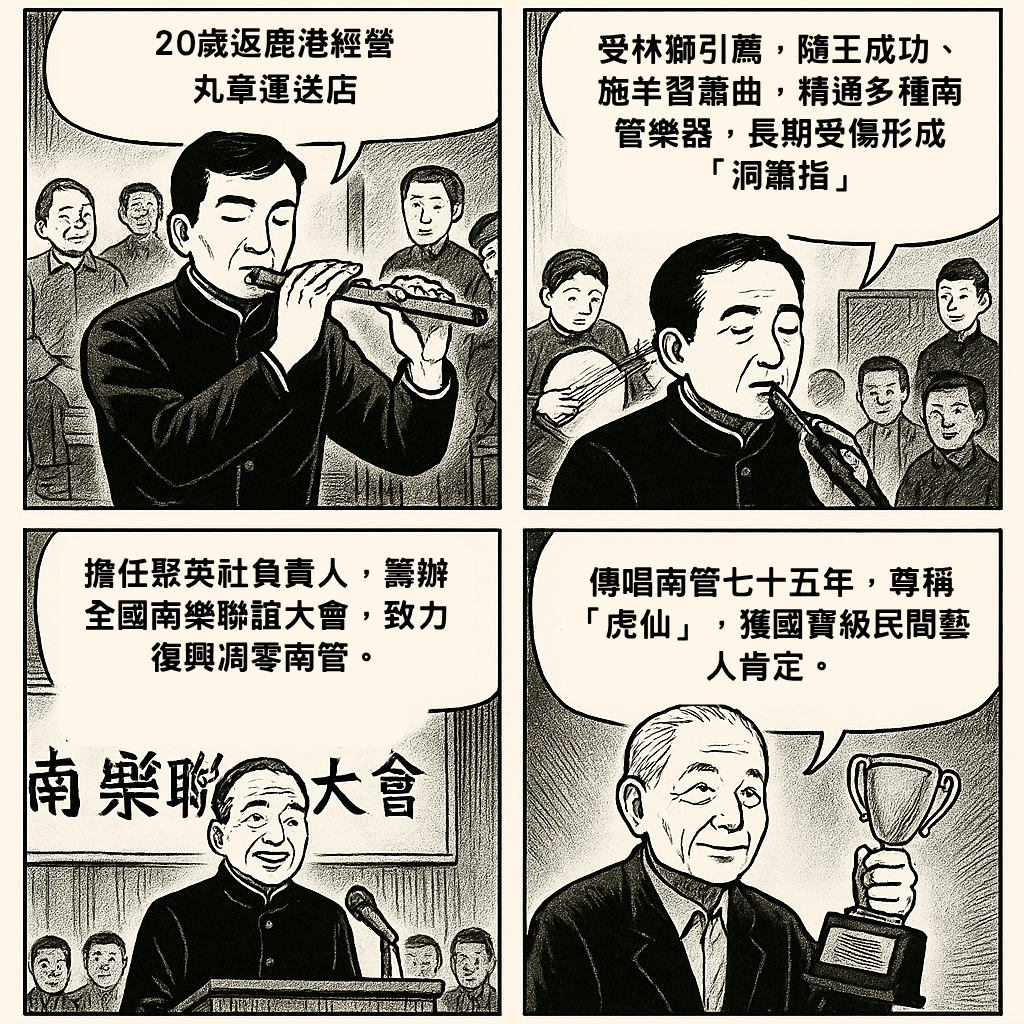 20歲返鹿港經營
丸章運送店
受林獅引薦，隨王成功、
施羊習蕭曲，精通多種南
管樂器，長期受傷形成
「洞簫指」
擔任聚英社負責人，籌辦
全國南樂聯誼大會，致力
復興凋零南管。
南樂聯 大會
傳唱南管七十五年，尊稱
「虎仙」，獲國寶級民間藝
人肯定。